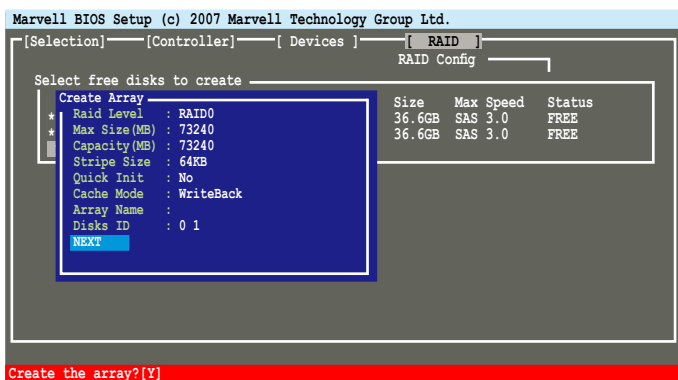 Marvell BIOS Setup (c) 2007 Marvell Technology Group Ltd.
[Selection] [Controller] [ Devices ] [ RAID ]
RAID Config
Select free disks to create
Create Array
Size Max Speed Status
* Raid Level : RAID0 36.6GB SAS 3.0 FREE
* Max Size(MB) : 73240 36.6GB SAS 3.0 FREE
Capacity(MB) : 73240
Stripe Size : 64KB
Quick Init : No
Cache Mode : WriteBack
Array Name :
Disks ID : 0 1
NEXT
Create the array?[Y]